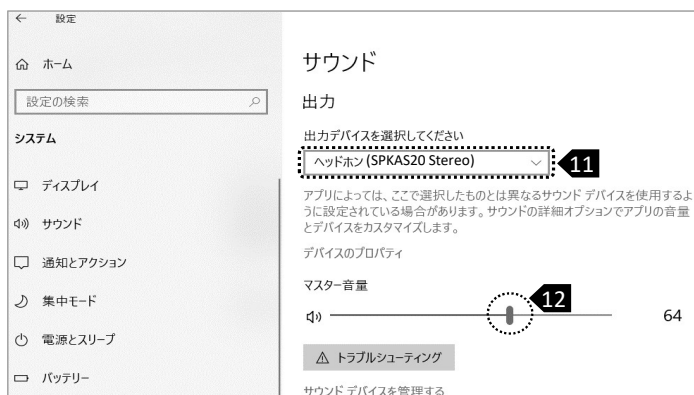 ← 設定
ホーム
設定の検索
システム
ディスプレイ
サウンド
通知とアクション
集中モード
電源とスリープ
バッテリー
サウンド
出力
出力デバイスを選択してください
ヘッドホン (SPKAS20 Stereo)
11
アプリによっては、ここで選択したものとは異なるサウンド デバイスを使用するよ
うに設定されている場合があります。サウンドの詳細オプションでアプリの音量
とデバイスをカスタマイズします。
デバイスのプロパティ
マスター音量
12
64
トラブルシューティング
サウンド デバイスを管理する